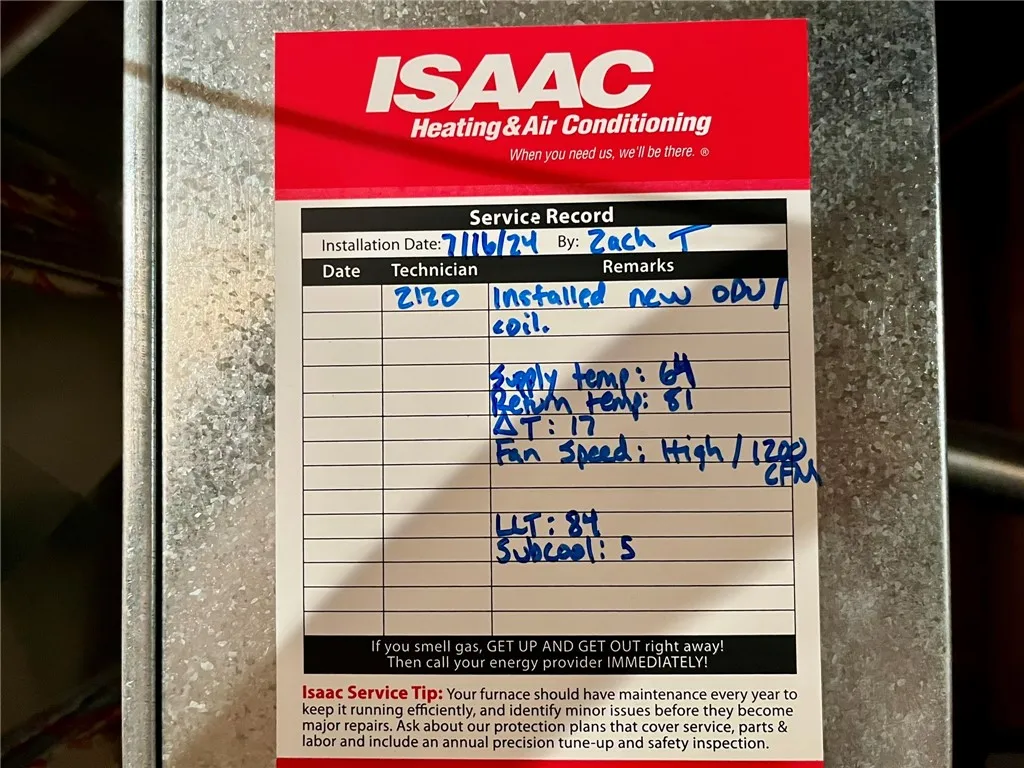 ISAAC
Heating & Air Conditioning
When you need us, we'll be there. ®
Service Record
Installation Date: 7/16/24 By: Zach T
Date Technician Remarks
2120 Installed new ODU/
coil.
Supply temp: 64
Return temp: 81
ΔT: 17
Fan Speed: High / 1200
CFM
LLT: 84
Subcool: 5
If you smell gas, GET UP AND GET OUT right away!
Then call your energy provider IMMEDIATELY!
Isaac Service Tip: Your furnace should have maintenance every year to
keep it running efficiently, and identify minor issues before they become
major repairs. Ask about our protection plans that cover service, parts &
labor and include an annual precision tune-up and safety inspection.